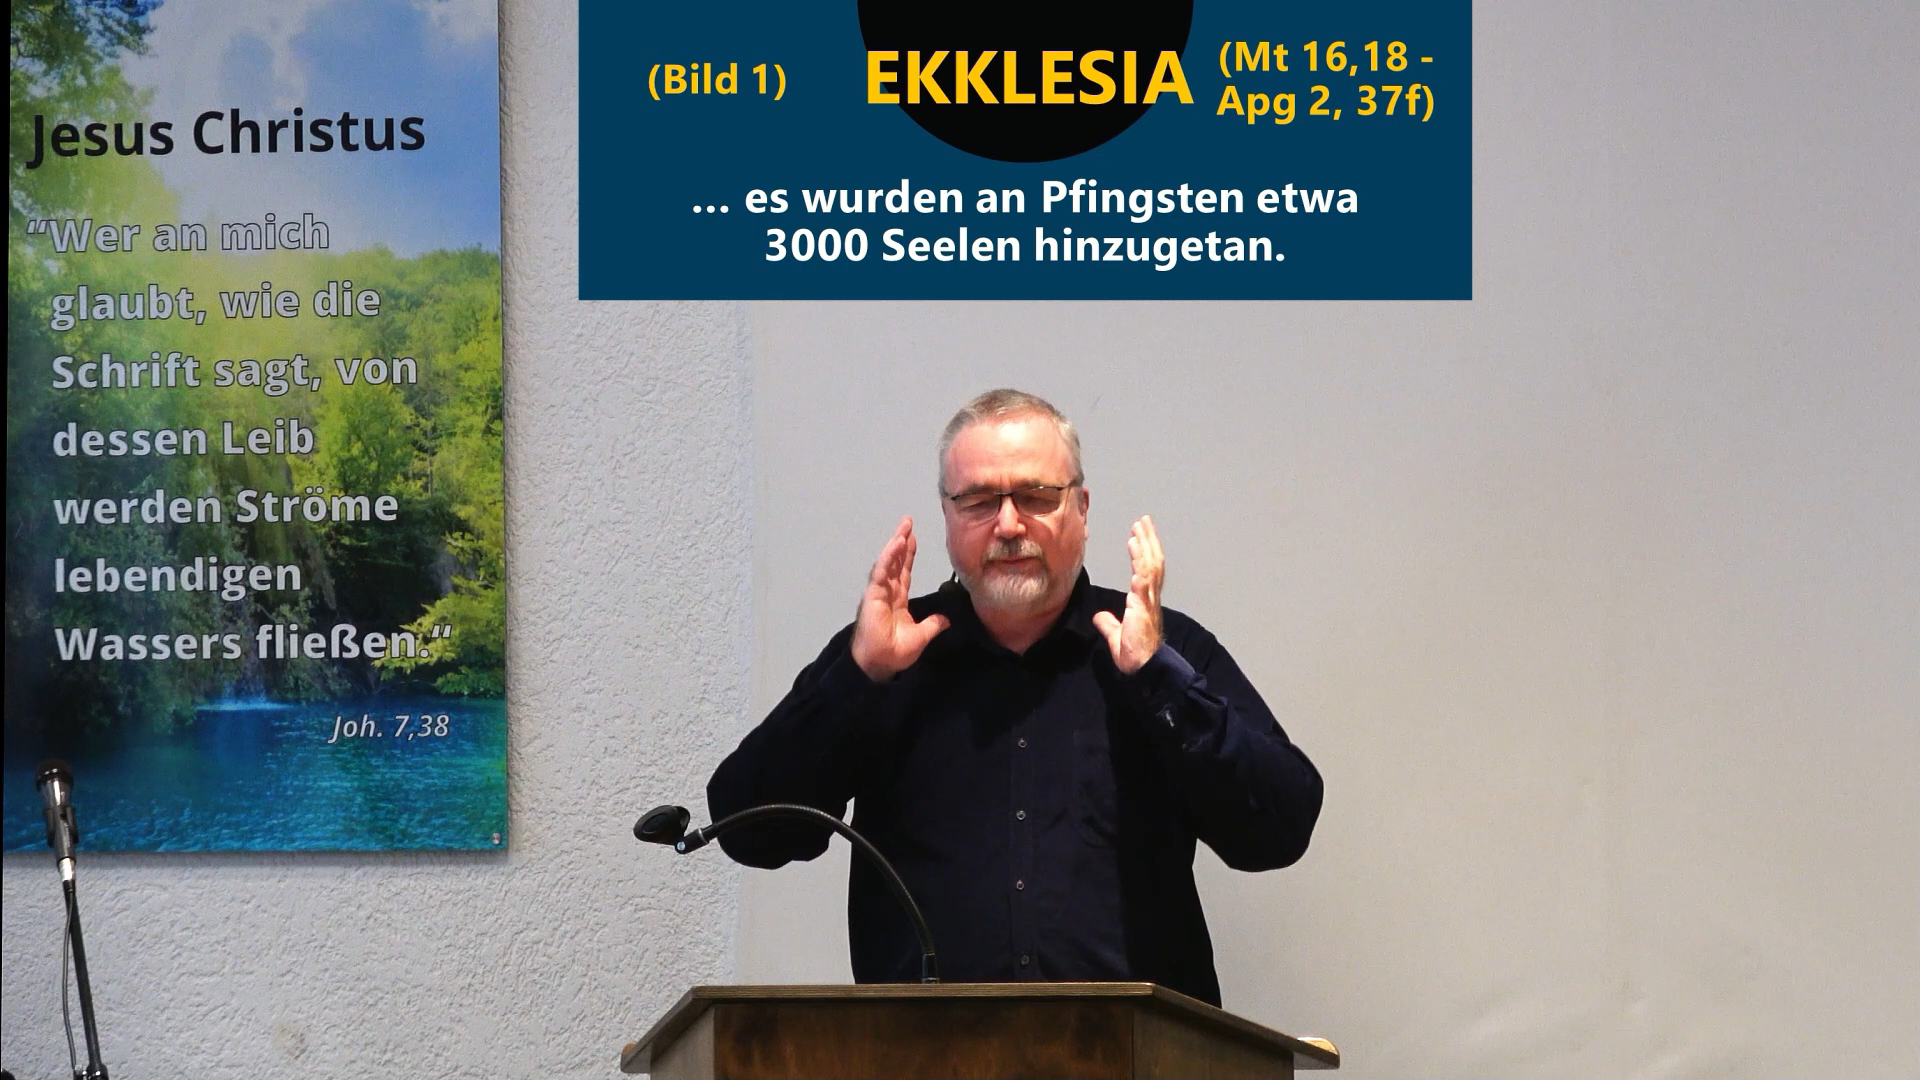 Jesus Christus
“Wer an mich
glaubt, wie die
Schrift sagt, von
dessen Leib
werden Ströme
lebendigen
Wassers fließen.“
Joh. 7,38
(Bild 1)
EKKLESIA
(Mt 16,18 -
Apg 2, 37f)
... es wurden an Pfingsten etwa
3000 Seelen hinzugetan.